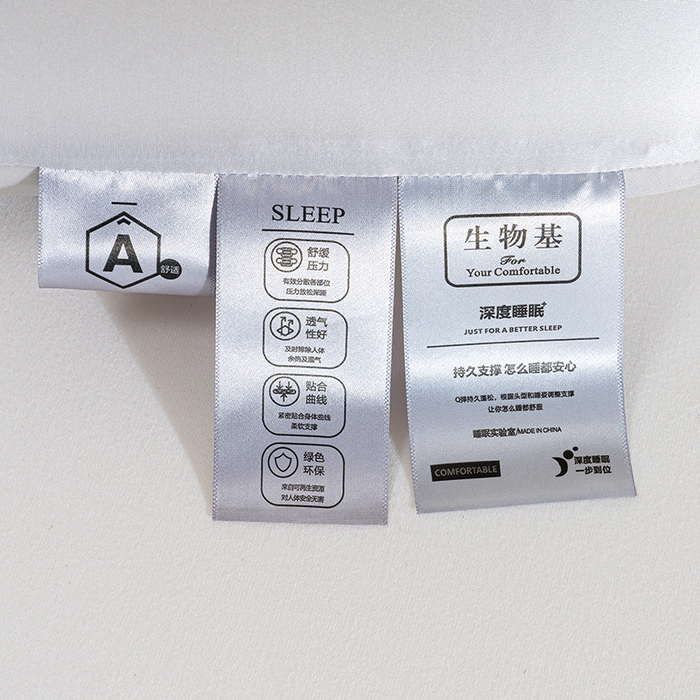 Â
舒适
SLEEP
舒缓
压力
有效分散各部位
压力放松深睡
透气
性好
及时排除人体
余热及湿气
贴合
曲线
紧密贴合身体曲线
柔软支撑
绿色
环保
来自可再生资源
对人体安全无害
生物基
For
Your Comfortable
深度睡眠+
JUST FOR A BETTER SLEEP
持久支撑 怎么睡都安心
Q弹持久蓬松，根据头型和睡姿调整支撑
让你怎么睡都舒服
睡眠实验室/MADE IN CHINA
COMFORTABLE
深度睡眠
一步到位